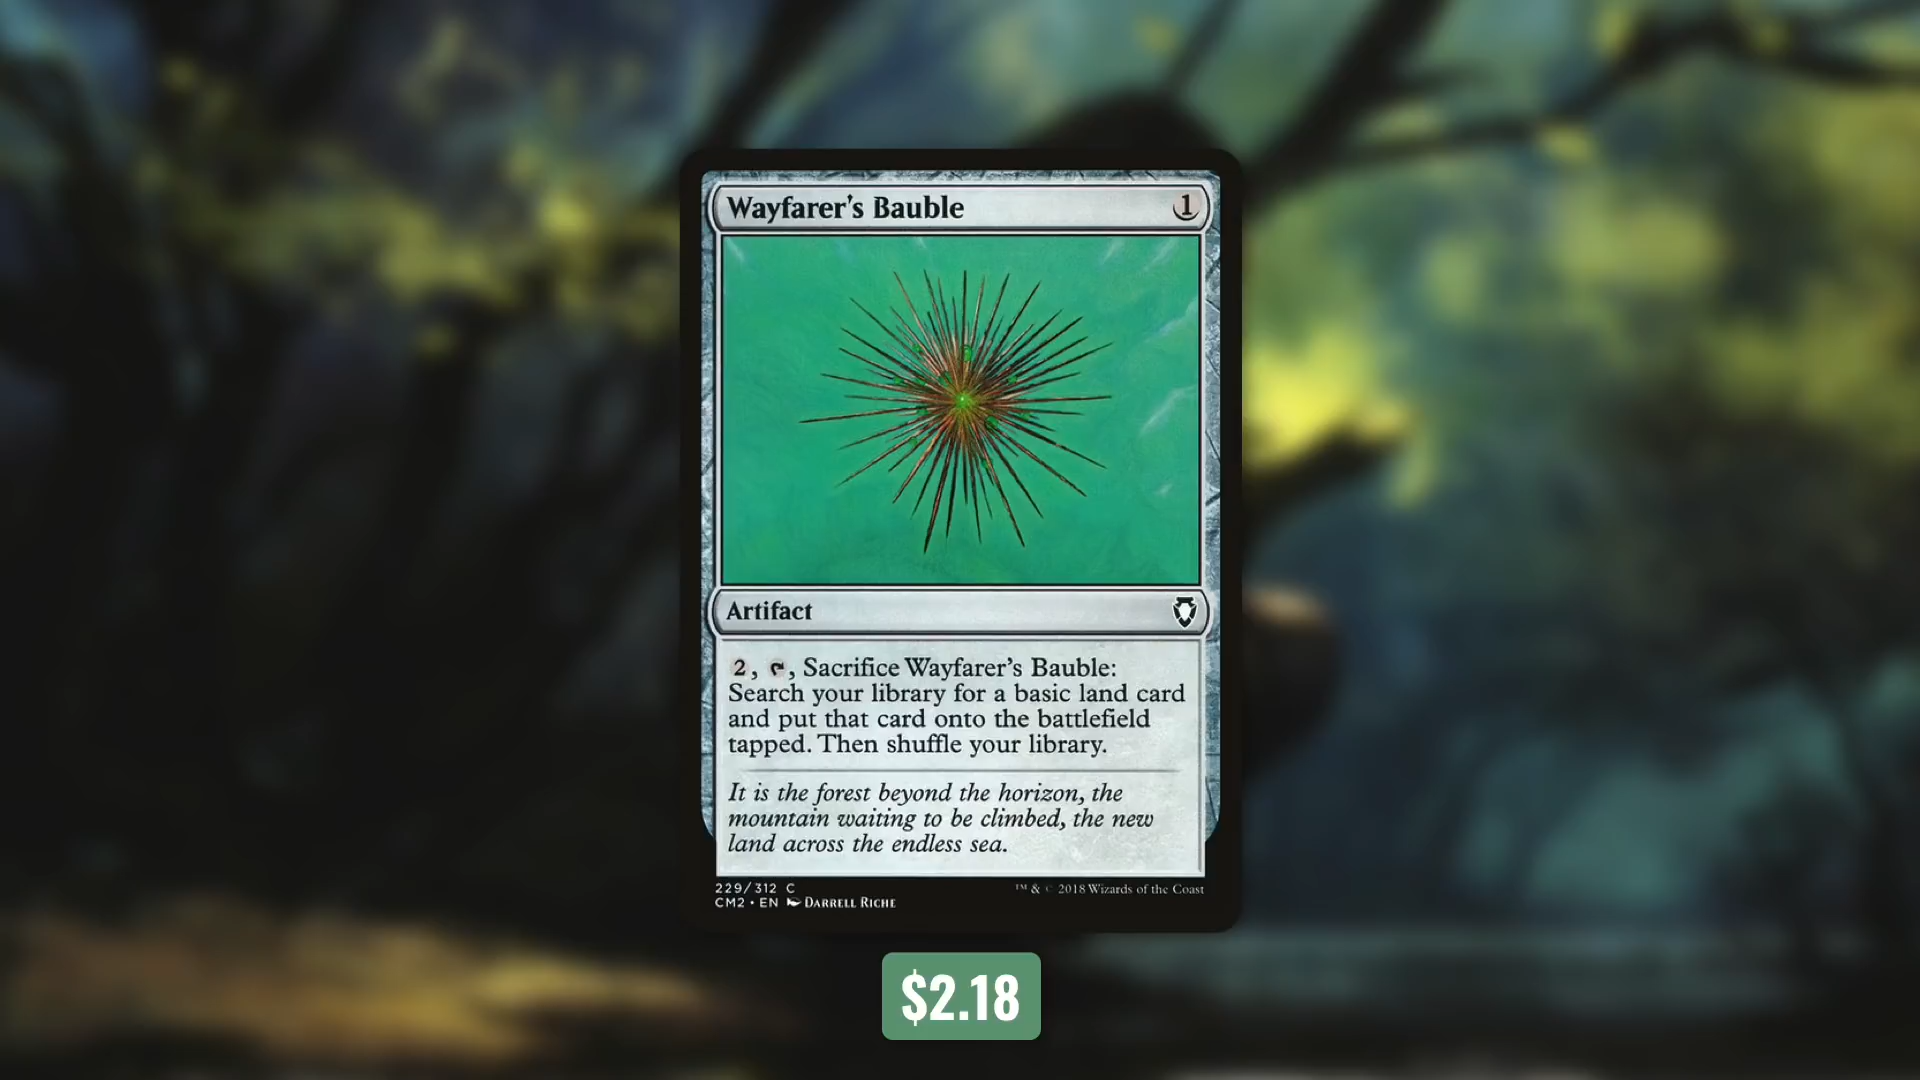 Wayfarer's Bauble 1
Artifact
2, , Sacrifice Wayfarer's Bauble:
Search your library for a basic land card
and put that card onto the battlefield
tapped. Then shuffle your library.
It is the forest beyond the horizon, the
mountain waiting to be climbed, the new
land across the endless sea.
229/312 C
™ & © 2018 Wizards of the Coast
CM2 • EN DARRELL RICHE
$2.18